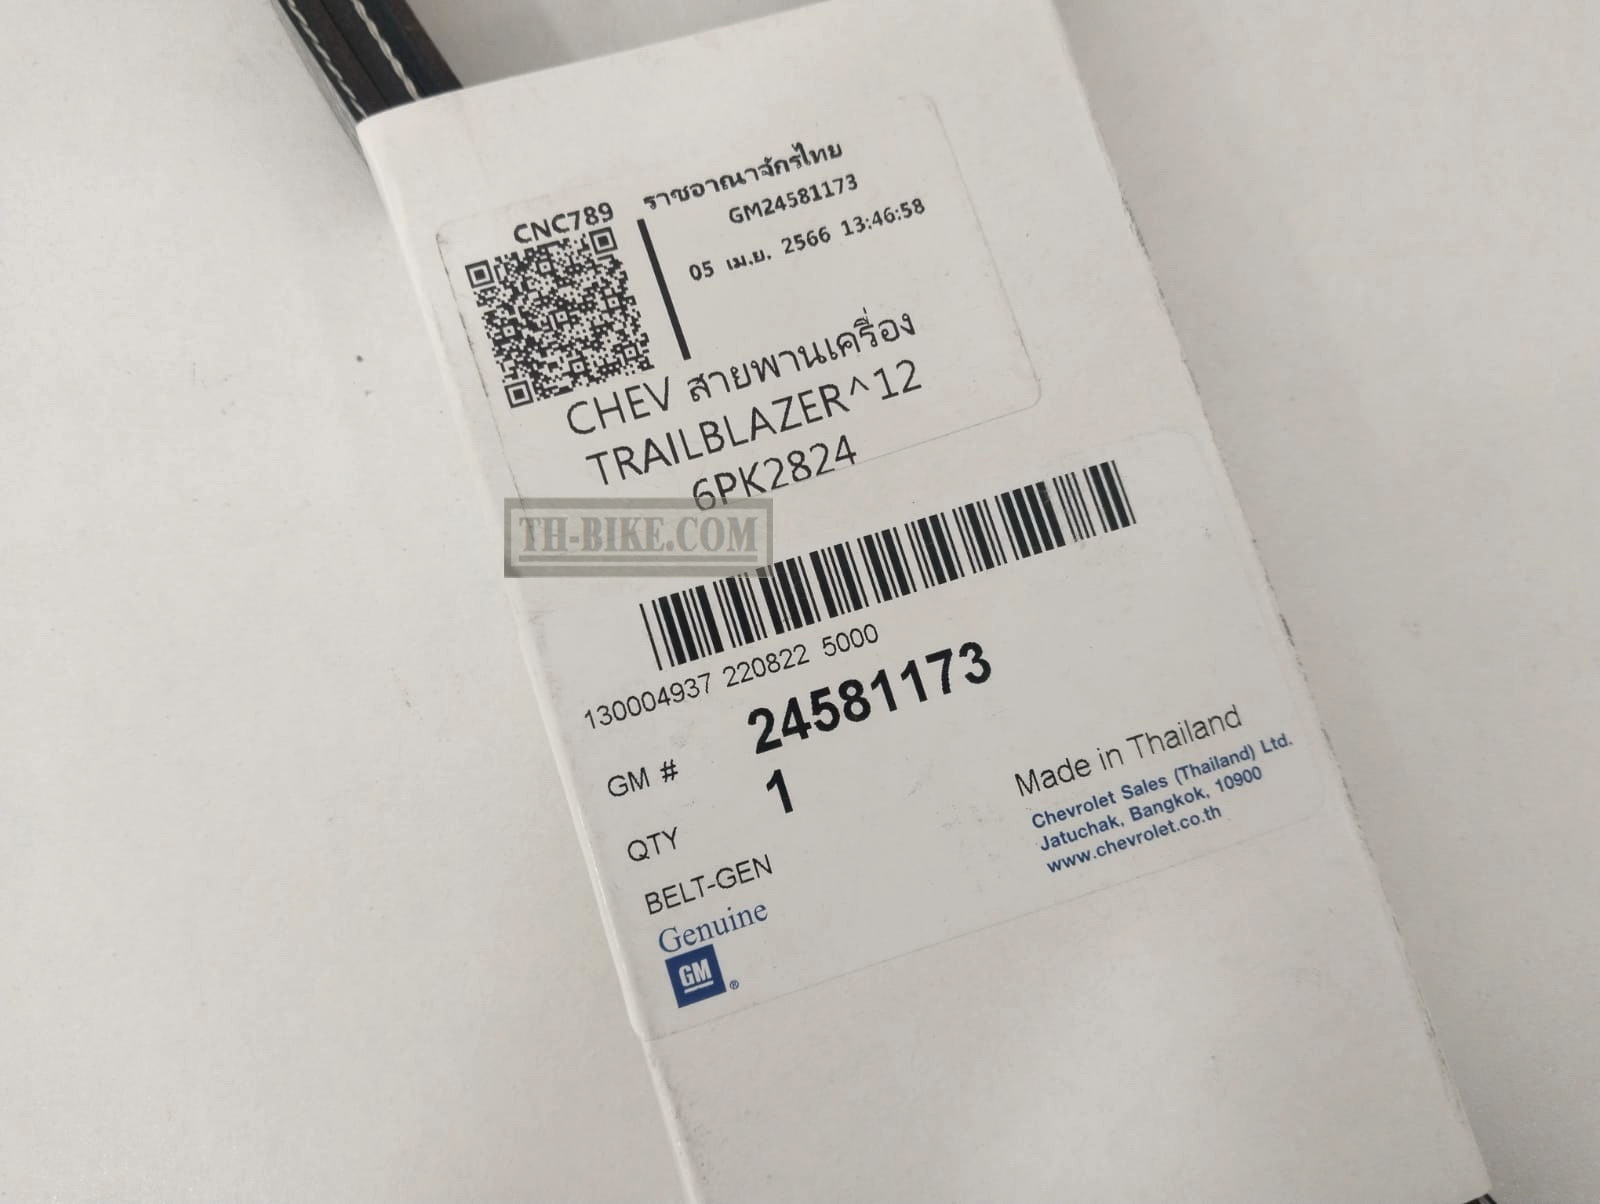 CNC789
ราชอาณาจักรไทย
GM24581173
05 เม.ย. 2566 13:46:58
CHEV สายพานเครื่อง
TRAILBLAZER^12
6PK2824
TH-BIKE.COM
130004937 220822 5000
GM # 24581173
QTY 1
BELT-GEN
Made in Thailand
Chevrolet Sales (Thailand) Ltd.
Jatuchak, Bangkok, 10900
www.chevrolet.co.th
Genuine
GM ®